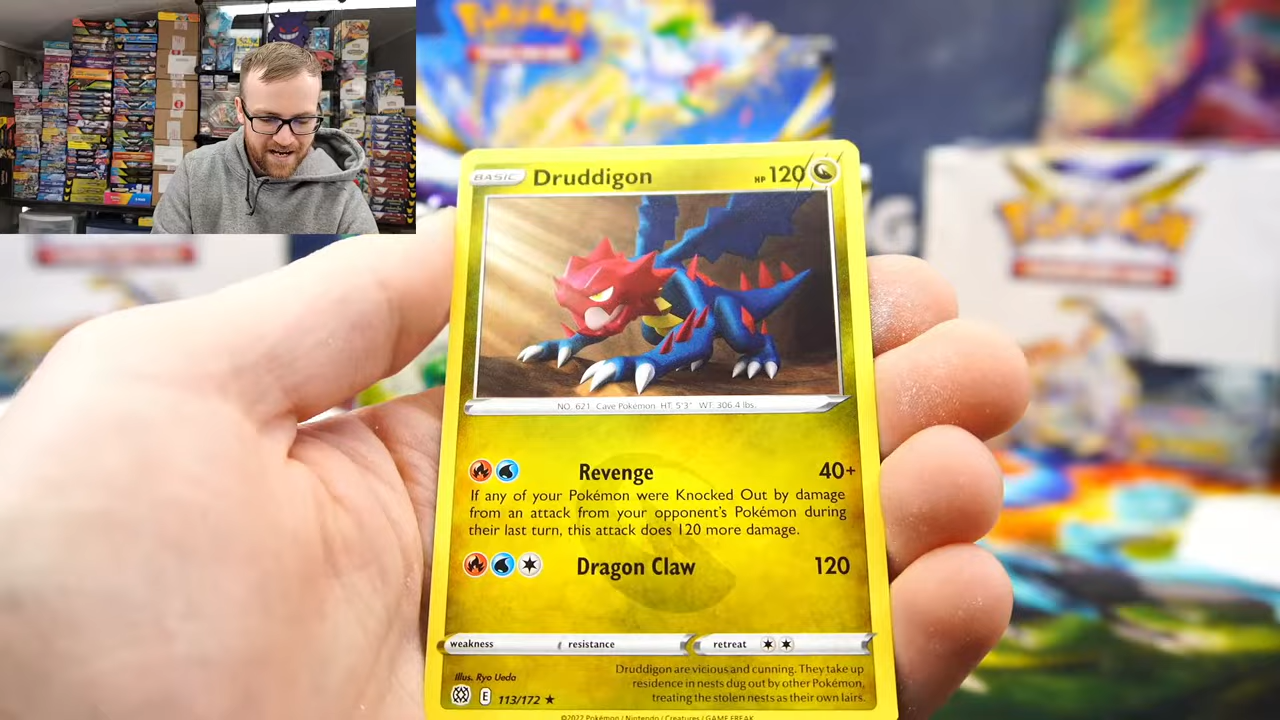 BASIC Druddigon HP 120
NO. 621 Cave Pokémon HT: 5'3" WT: 306.4 lbs.
Revenge 40+
If any of your Pokémon were Knocked Out by damage
from an attack from your opponent's Pokémon during
their last turn, this attack does 120 more damage.
Dragon Claw 120
weakness resistance retreat
Druddigon are vicious and cunning. They take up
residence in nests dug out by other Pokémon,
treating the stolen nests as their own lairs.
Illus. Ryo Ueda
E 113/172 ★
©2022 Pokémon / Nintendo / Creatures / GAME FREAK
Pokémon
Pokémon